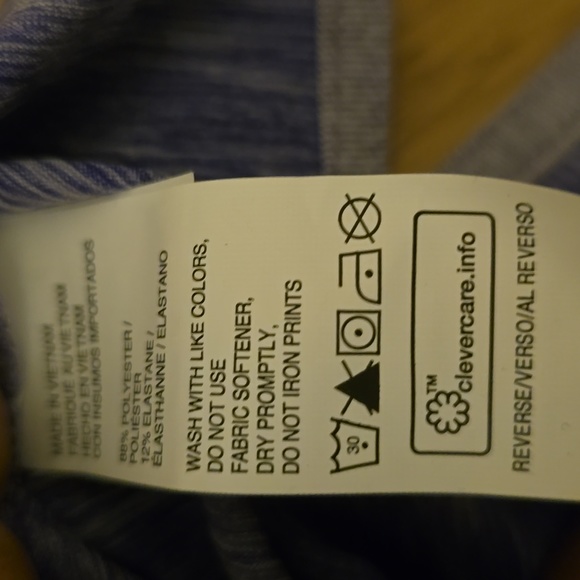 MADE IN VIETNAM
FABRIQUÉ AU VIETNAM
HECHO EN VIETNAM
CON INSUMOS IMPORTADOS
88% POLYESTER /
POLIÉSTER
12% ELASTANE /
ÉLASTHANNE / ELASTANO
WASH WITH LIKE COLORS,
DO NOT USE
FABRIC SOFTENER,
DRY PROMPTLY,
DO NOT IRON PRINTS
30
TM
clevercare.info
REVERSE/VERSO/AL REVERSO